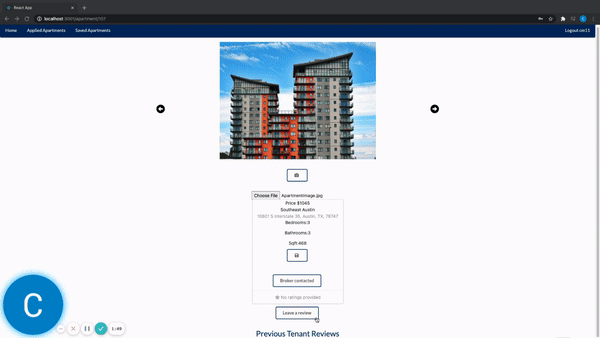 React App
localhost:3001/apartment/157
Home Applied Apartments Saved Apartments Logout cm11
Choose File Apartmentimage.jpg
Price $1045
Southeast Austin
10801 S Interstate 35, Austin, TX, 78747
Bedrooms:3
Bathrooms:3
Sqft:469
Broker contacted
No ratings provided
Leave a review
C
1:49
Previous Tenant Reviews